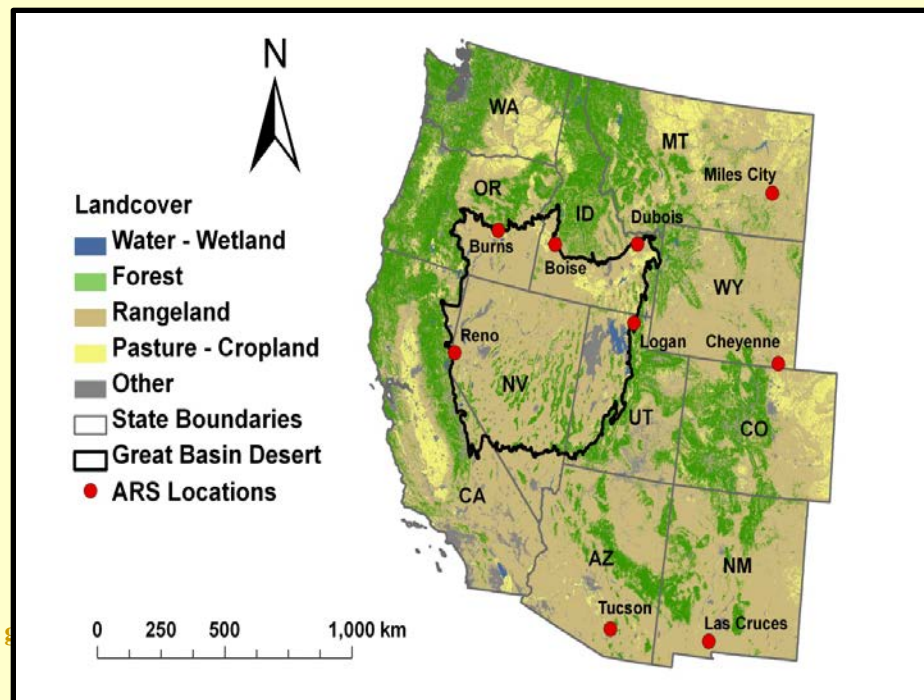 N
WA
MT
Miles City
OR
ID
Dubois
Burns
Boise
WY
Reno
Logan
Cheyenne
NV
UT
CO
CA
AZ
NM
Tucson
Las Cruces
Landcover
Water - Wetland
Forest
Rangeland
Pasture - Cropland
Other
State Boundaries
Great Basin Desert
ARS Locations
0 250 500 1,000 km